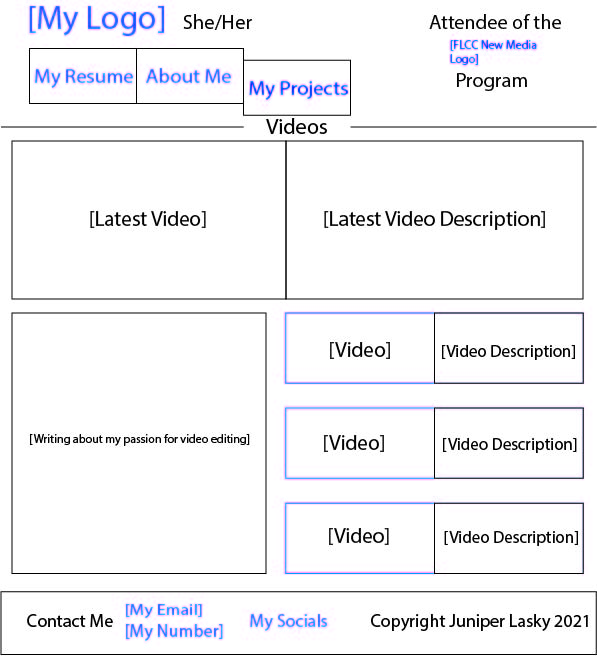 [My Logo] She/Her
Attendee of the
[FLCC New Media
Logo]
Program
My Resume
About Me
My Projects
Videos
[Latest Video]
[Latest Video Description]
[Writing about my passion for video editing]
[Video]
[Video Description]
[Video]
[Video Description]
[Video]
[Video Description]
Contact Me
[My Email]
[My Number]
My Socials
Copyright Juniper Lasky 2021